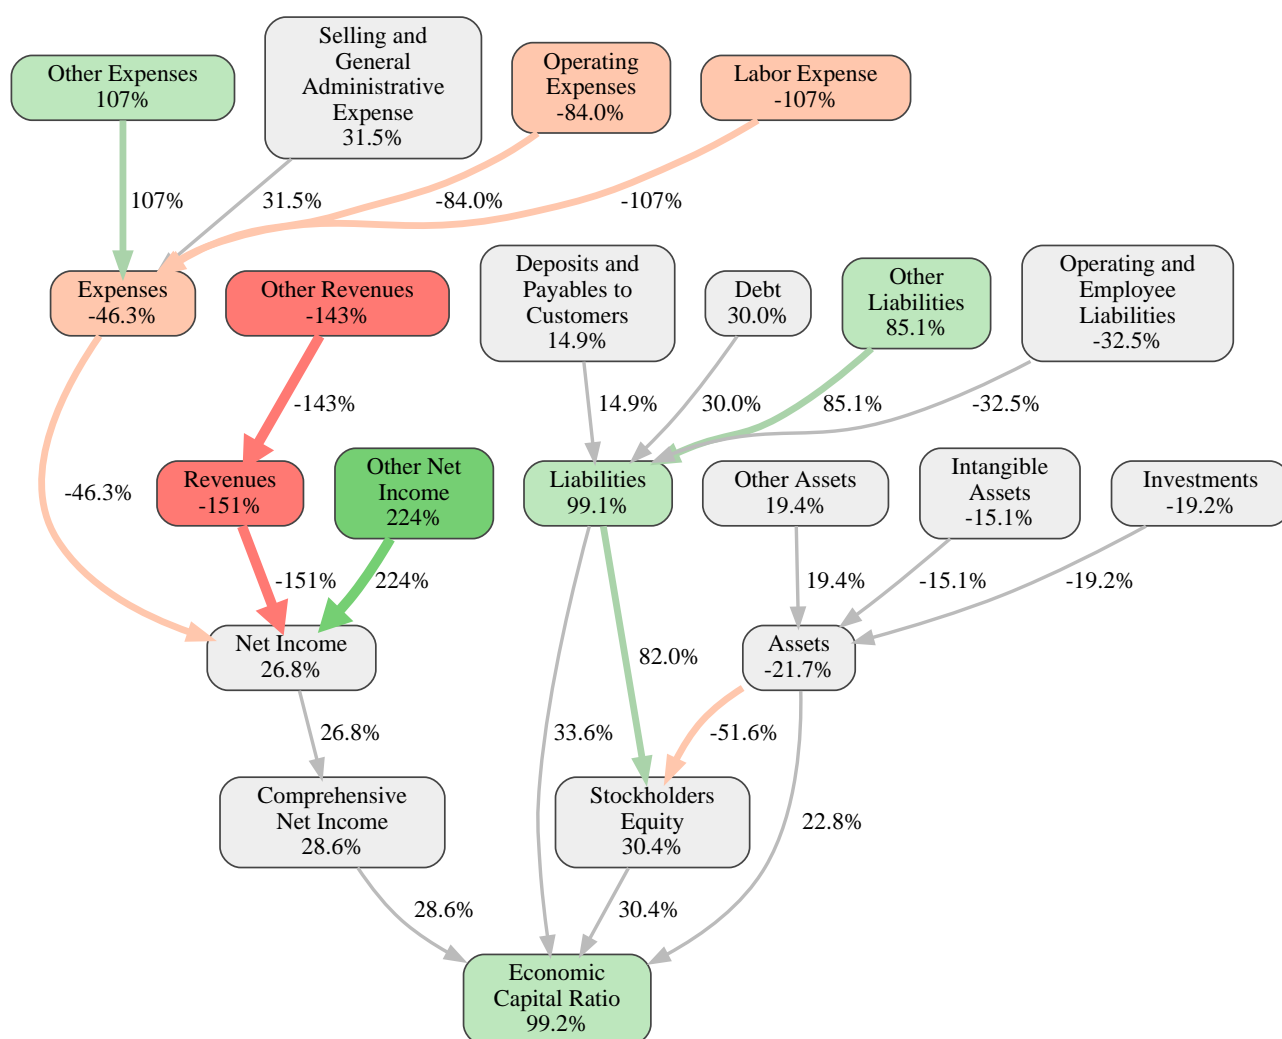 Other Expenses
107%
Selling and
General
Administrative
Expense
31.5%
Operating
Expenses
-84.0%
Labor Expense
-107%
107%
31.5%
-84.0%
-107%
Expenses
-46.3%
Other Revenues
-143%
Deposits and
Payables to
Customers
14.9%
Debt
30.0%
Other
Liabilities
85.1%
Operating and
Employee
Liabilities
-32.5%
-143%
14.9%
30.0%
85.1%
-32.5%
-46.3%
Revenues
-151%
Other Net
Income
224%
Liabilities
99.1%
Other Assets
19.4%
Intangible
Assets
-15.1%
Investments
-19.2%
-151%
224%
19.4%
-15.1%
-19.2%
Net Income
26.8%
82.0%
Assets
-21.7%
26.8%
33.6%
-51.6%
22.8%
Comprehensive
Net Income
28.6%
Stockholders
Equity
30.4%
28.6%
30.4%
Economic
Capital Ratio
99.2%